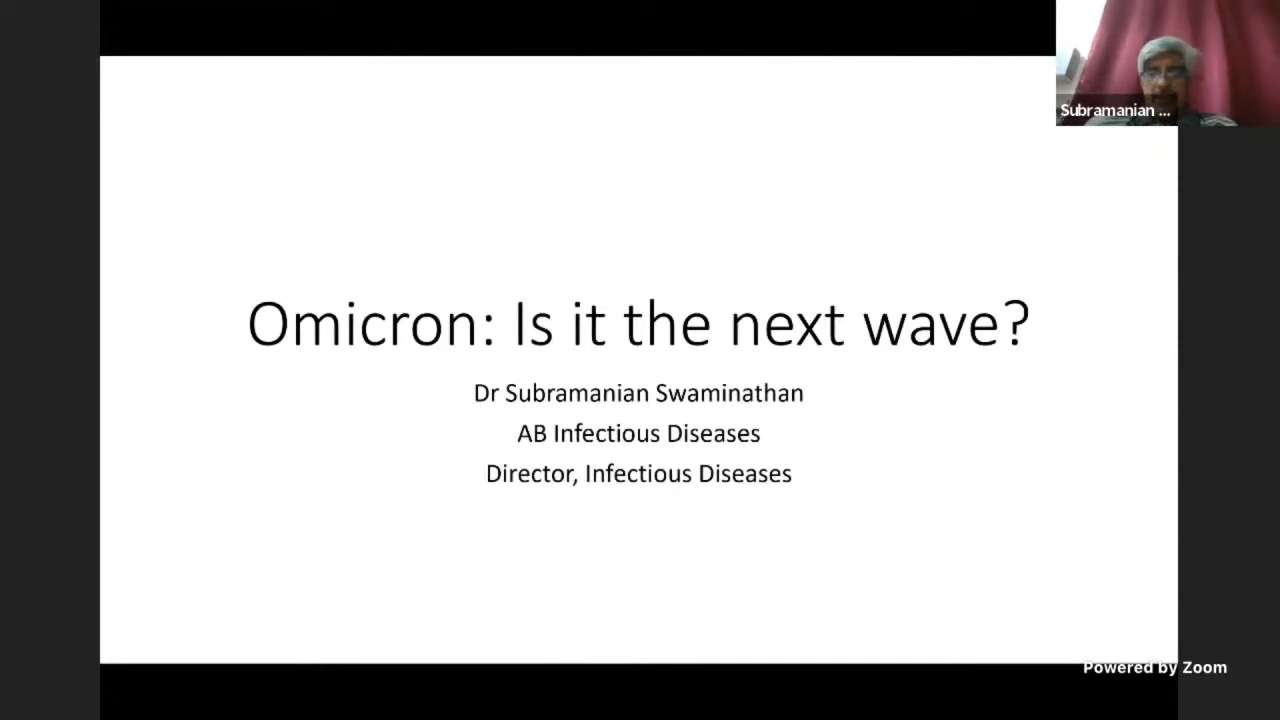 Subramanian ...
Omicron: Is it the next wave?
Dr Subramanian Swaminathan
AB Infectious Diseases
Director, Infectious Diseases
Powered by Zoom